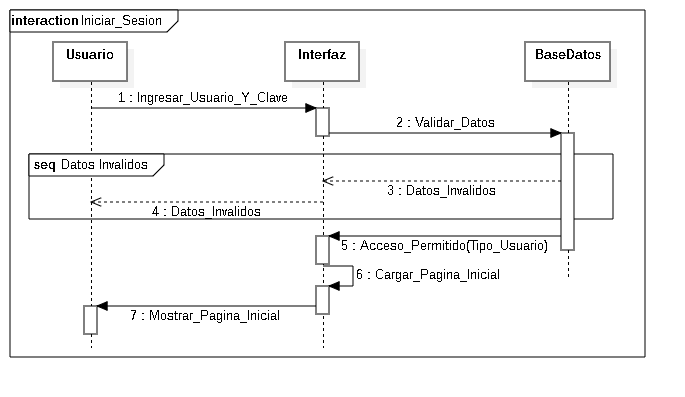 interaction Iniciar_Sesion
Usuario
Interfaz
BaseDatos
1 : Ingresar_Usuario_Y_Clave
2 : Validar_Datos
seq Datos Invalidos
3 : Datos_Invalidos
4 : Datos_Invalidos
5 : Acceso_Permitido(Tipo_Usuario)
6 : Cargar_Pagina_Inicial
7 : Mostrar_Pagina_Inicial